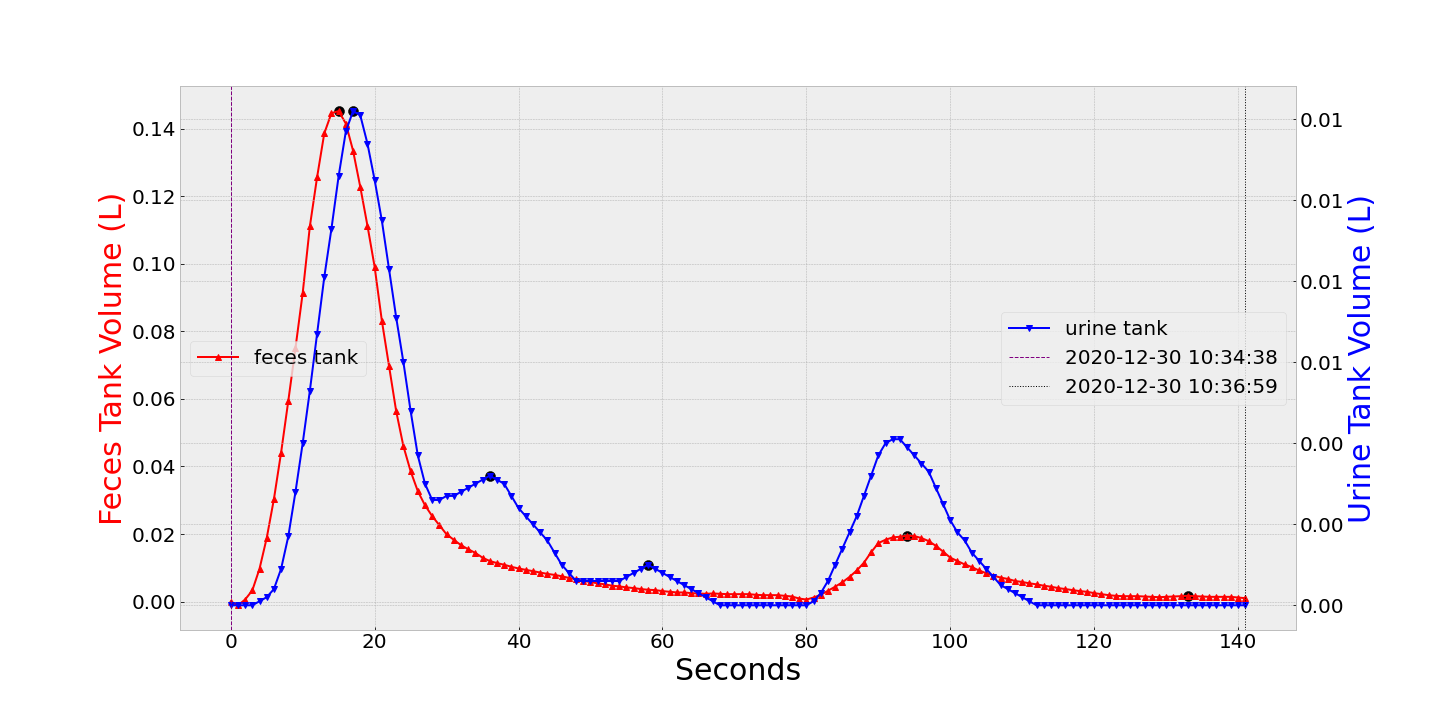 Feces Tank Volume (L)
0.14
0.12
0.10
0.08
0.06
0.04
0.02
0.00
feces tank
urine tank
2020-12-30 10:34:38
2020-12-30 10:36:59
0.01
0.01
0.01
0.01
0.00
0.00
0.00
Urine Tank Volume (L)
0 20 40 60 80 100 120 140
Seconds